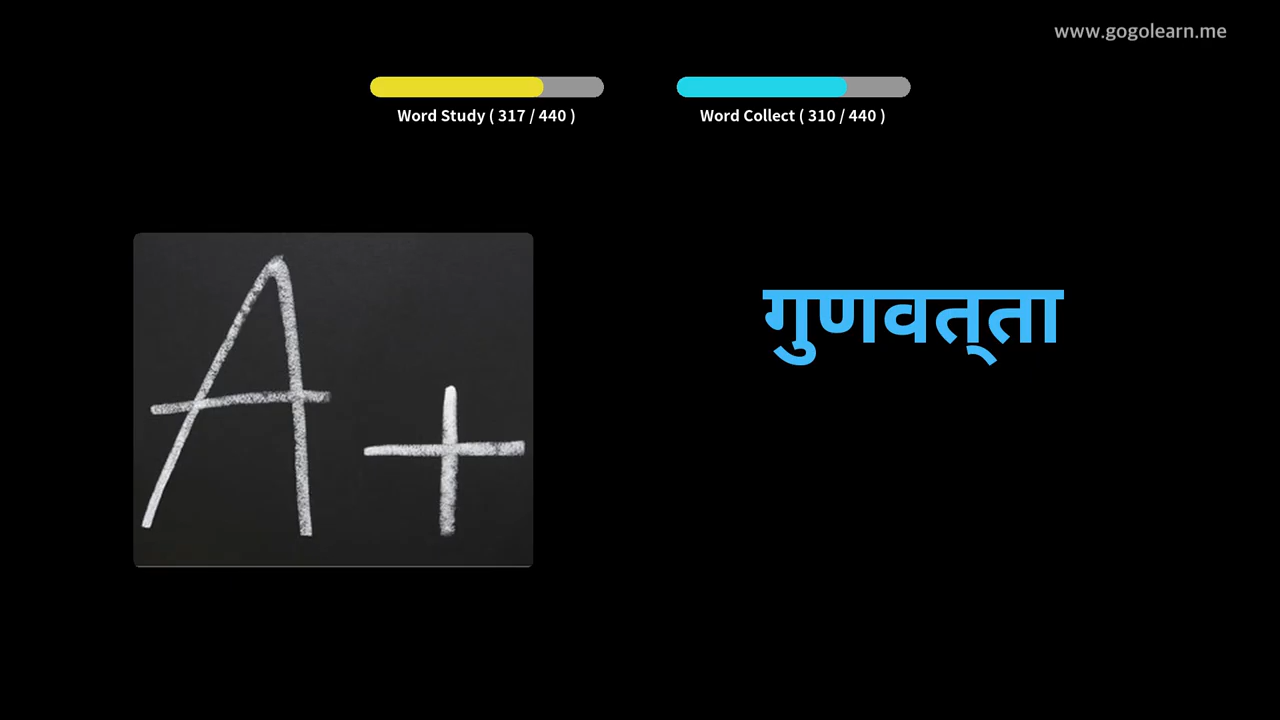 www.gogolearn.me
Word Study ( 317 / 440 )
Word Collect ( 310 / 440 )
A+
गुणवत्‌ता